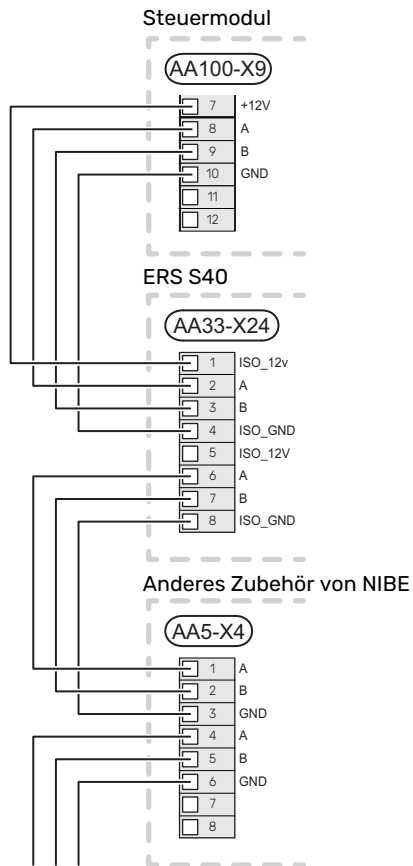 Steuermodul
AA100-X9
7 +12V
8 A
9 B
10 GND
11
12
ERS S40
AA33-X24
1 ISO_12v
2 A
3 B
4 ISO_GND
5 ISO_12V
6 A
7 B
8 ISO_GND
Anderes Zubehör von NIBE
AA5-X4
1 A
2 B
3 GND
4 A
5 B
6 GND
7
8